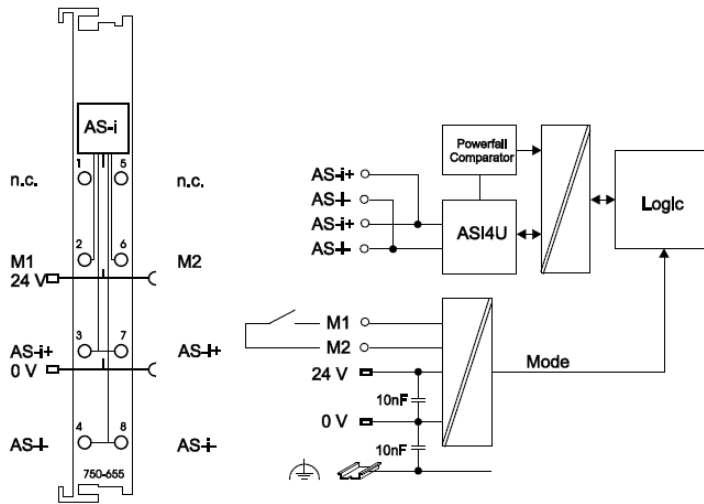 AS-i
1 5
n.c. n.c.
2 6
M1 M2
24 V
3 7
AS-i+ AS-i+
0 V
4 8
AS-i- AS-i-
750-655
Powerfail
Comparator
AS-i+
AS-i-
AS-i+
AS-i-
ASI4U
Logic
M1
M2
24 V
10nF
0 V
10nF
Mode